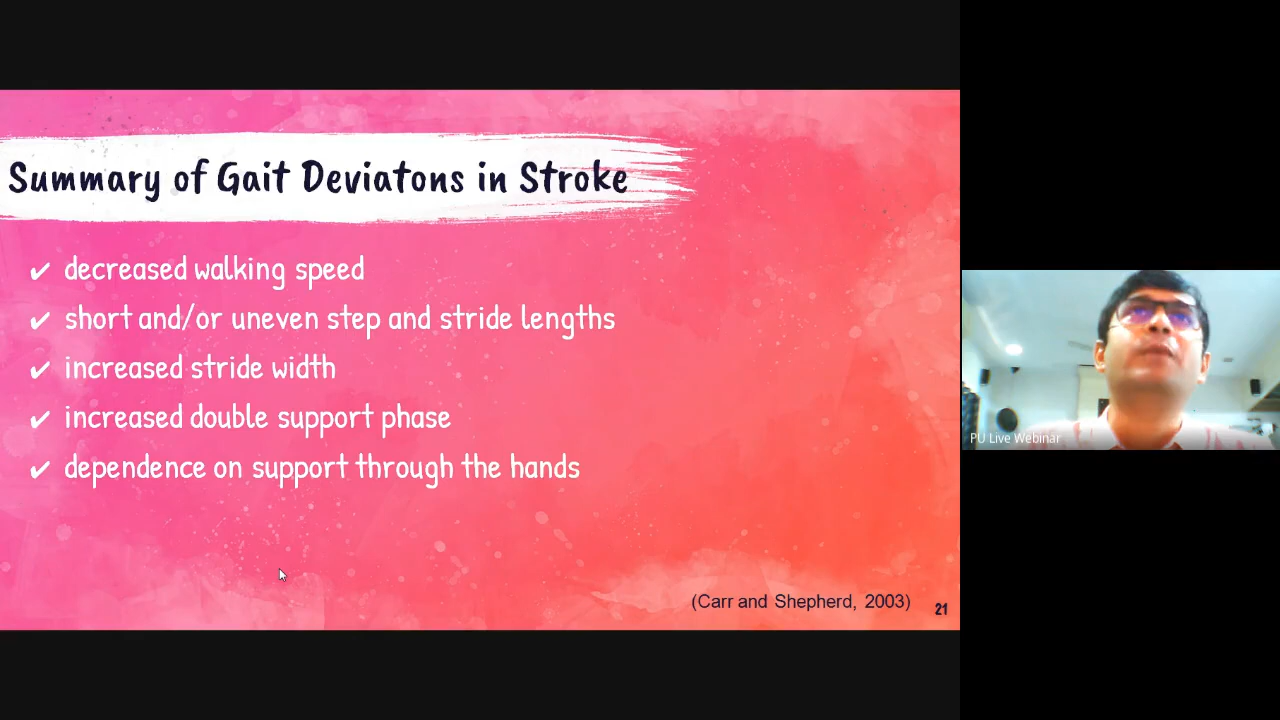 Summary of Gait Deviatons in Stroke
✔ decreased walking speed
✔ short and/or uneven step and stride lengths
✔ increased stride width
✔ increased double support phase
✔ dependence on support through the hands
(Carr and Shepherd, 2003)
21
PU Live Webinar